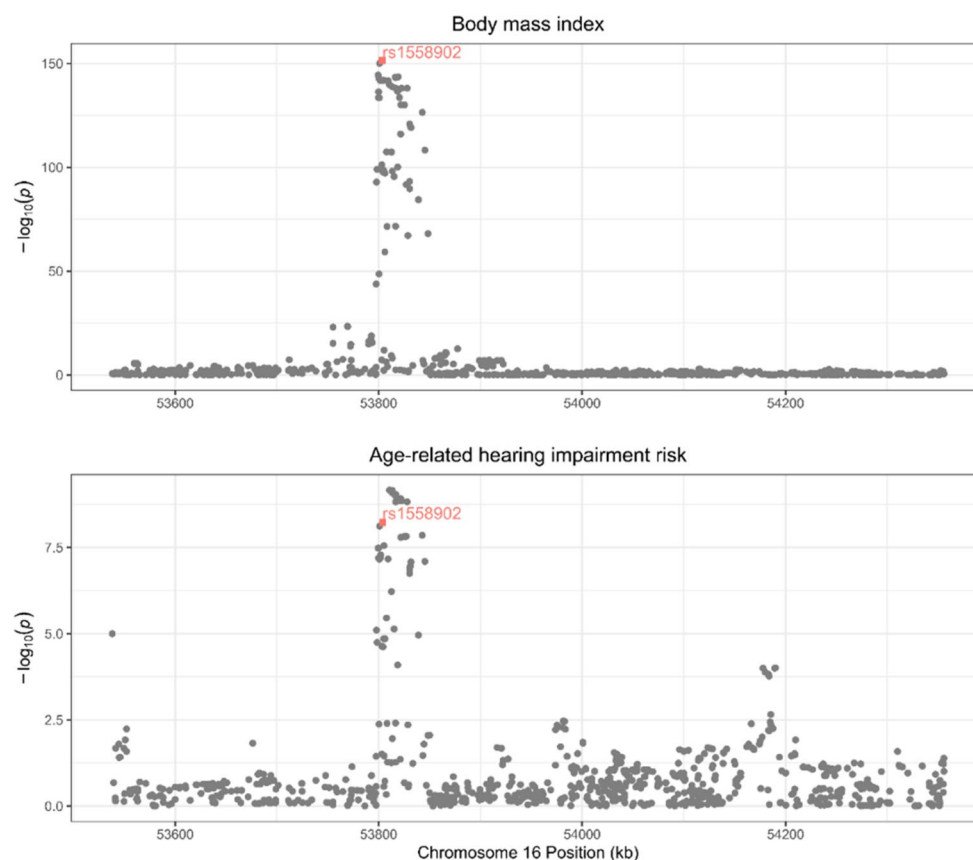 Body mass index
rs1558902
150
100
50
0
−log₁₀(p)
53600 53800 54000 54200
Age-related hearing impairment risk
rs1558902
7.5
5.0
2.5
0.0
−log₁₀(p)
53600 53800 54000 54200
Chromosome 16 Position (kb)